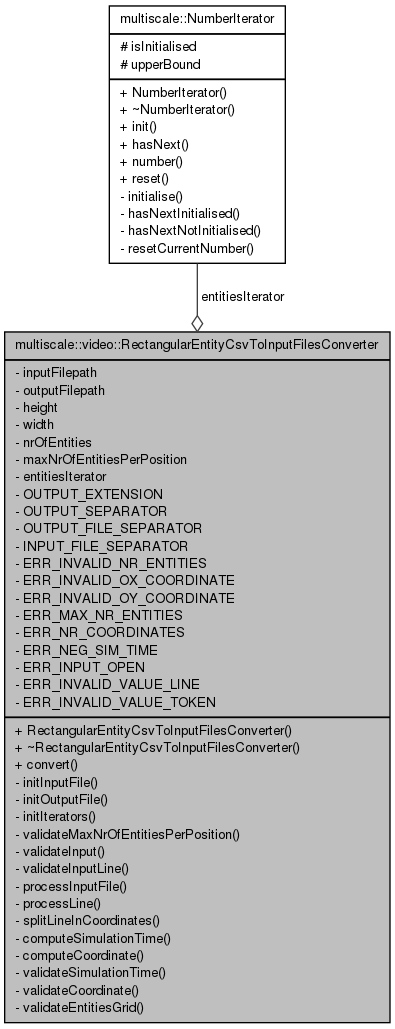 multiscale::NumberIterator
# isInitialised
# upperBound
+ NumberIterator()
+ ~NumberIterator()
+ init()
+ hasNext()
+ number()
+ reset()
- initialise()
- hasNextInitialised()
- hasNextNotInitialised()
- resetCurrentNumber()
entitiesIterator
multiscale::video::RectangularEntityCsvToInputFilesConverter
- inputFilepath
- outputFilepath
- height
- width
- nrOfEntities
- maxNrOfEntitiesPerPosition
- entitiesIterator
- OUTPUT_EXTENSION
- OUTPUT_SEPARATOR
- OUTPUT_FILE_SEPARATOR
- INPUT_FILE_SEPARATOR
- ERR_INVALID_NR_ENTITIES
- ERR_INVALID_OX_COORDINATE
- ERR_INVALID_OY_COORDINATE
- ERR_MAX_NR_ENTITIES
- ERR_NR_COORDINATES
- ERR_NEG_SIM_TIME
- ERR_INPUT_OPEN
- ERR_INVALID_VALUE_LINE
- ERR_INVALID_VALUE_TOKEN
+ RectangularEntityCsvToInputFilesConverter()
+ ~RectangularEntityCsvToInputFilesConverter()
+ convert()
- initInputFile()
- initOutputFile()
- initIterators()
- validateMaxNrOfEntitiesPerPosition()
- validateInput()
- validateInputLine()
- processInputFile()
- processLine()
- splitLineInCoordinates()
- computeSimulationTime()
- computeCoordinate()
- validateSimulationTime()
- validateCoordinate()
- validateEntitiesGrid()